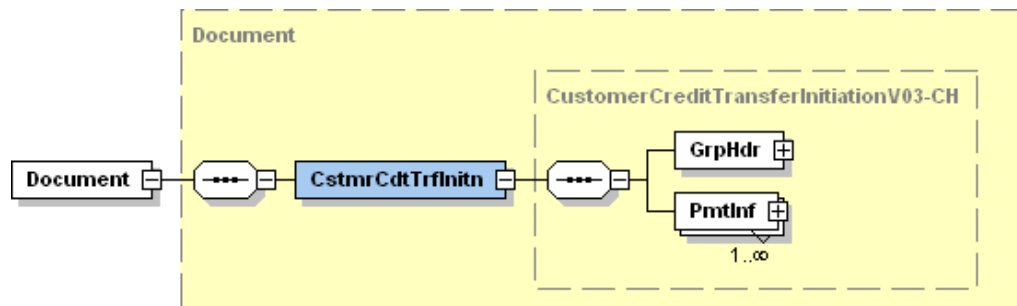 Document
CustomerCreditTransferInitiationV03-CH
GrpHdr
Document
CstmrCdtTrfInitn
PmtInf
1..∞